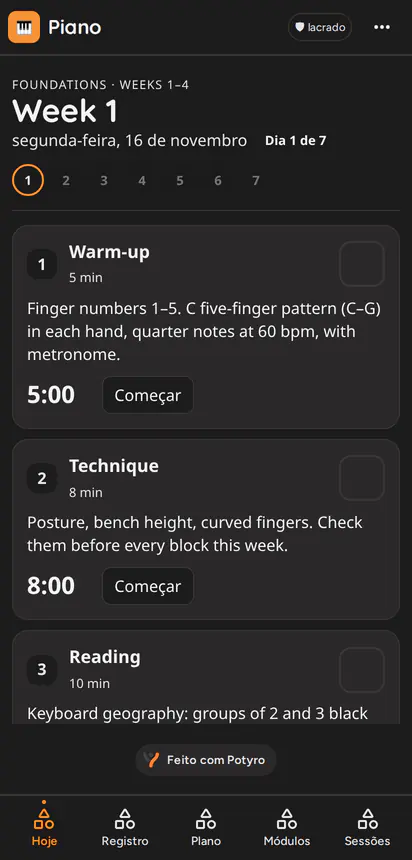 Piano
lacrado
FOUNDATIONS · WEEKS 1–4
Week 1
segunda-feira, 16 de novembro Dia 1 de 7
1 2 3 4 5 6 7
1 Warm-up
5 min
Finger numbers 1–5. C five-finger pattern (C–G)
in each hand, quarter notes at 60 bpm, with
metronome.
5:00 Começar
2 Technique
8 min
Posture, bench height, curved fingers. Check
them before every block this week.
8:00 Começar
3 Reading
10 min
Keyboard geography: groups of 2 and 3 black
Feito com Potyro
Hoje Registro Plano Módulos Sessões